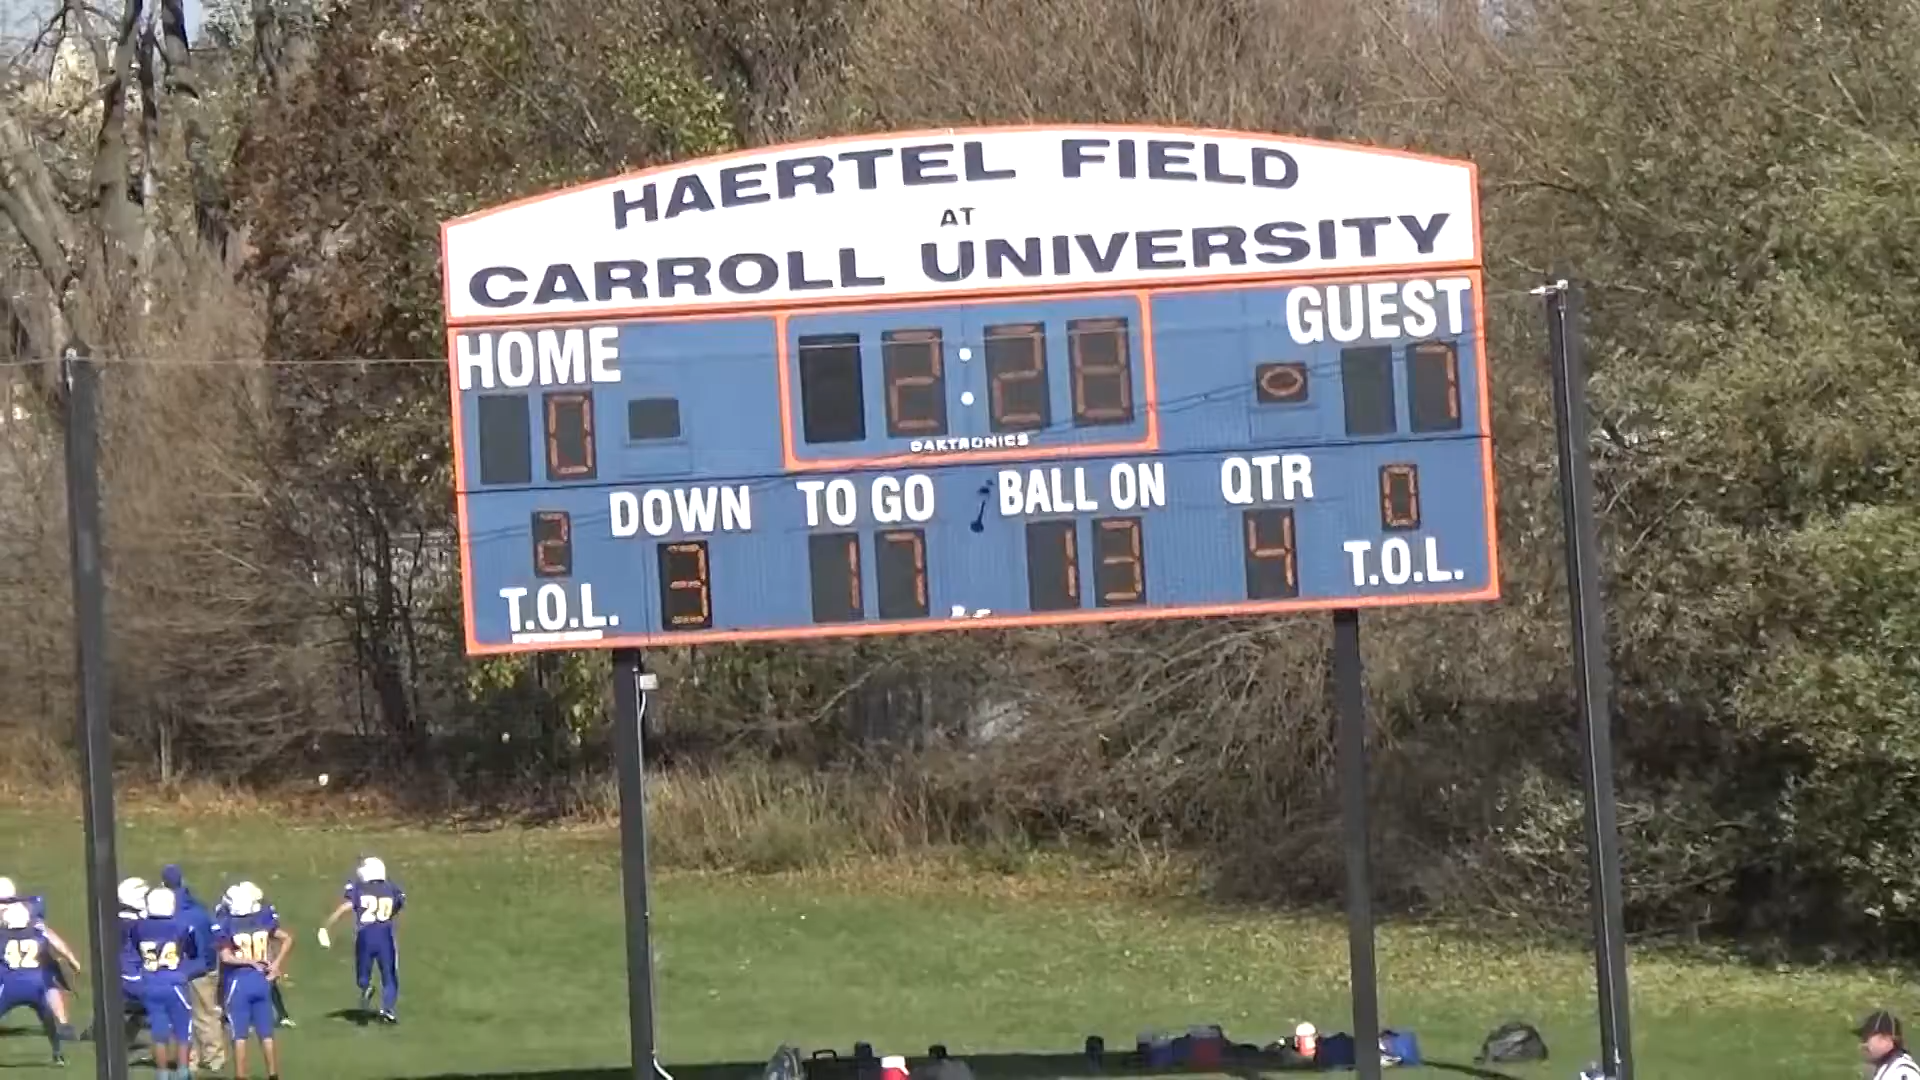 HAERTEL FIELD
AT
CARROLL UNIVERSITY
HOME
GUEST
2:28
0
7
DAKTRONICS
DOWN TO GO BALL ON QTR
2
3
17
13
4
0
T.O.L.
T.O.L.
20
42
54
38